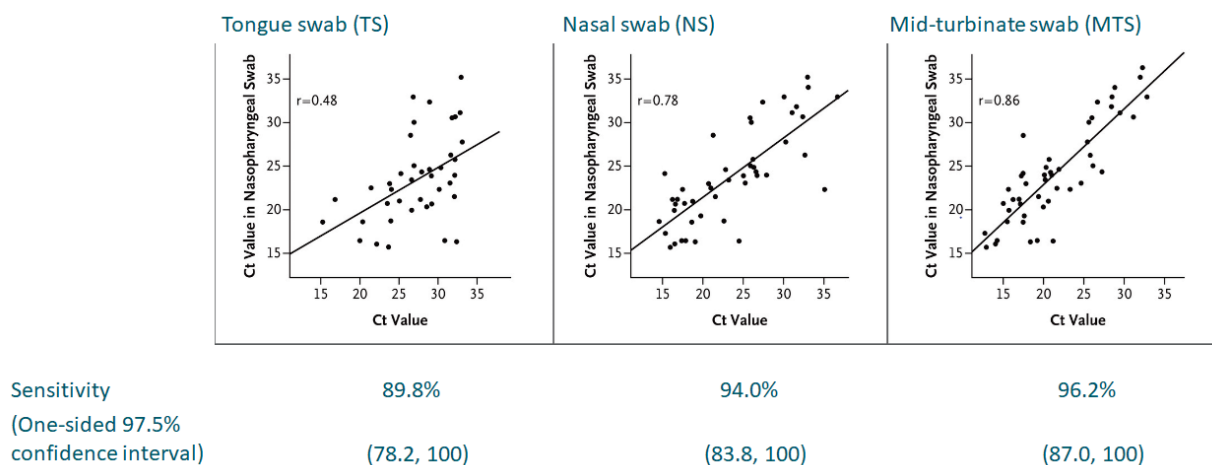 Tongue swab (TS)
Nasal swab (NS)
Mid-turbinate swab (MTS)
Ct Value in Nasopharyngeal Swab
35
30
25
20
15
r=0.48
15 20 25 30 35
Ct Value
Ct Value in Nasopharyngeal Swab
35
30
25
20
15
r=0.78
15 20 25 30 35
Ct Value
Ct Value in Nasopharyngeal Swab
35
30
25
20
15
r=0.86
15 20 25 30 35
Ct Value
Sensitivity 89.8% 94.0% 96.2%
(One-sided 97.5%
confidence interval) (78.2, 100) (83.8, 100) (87.0, 100)